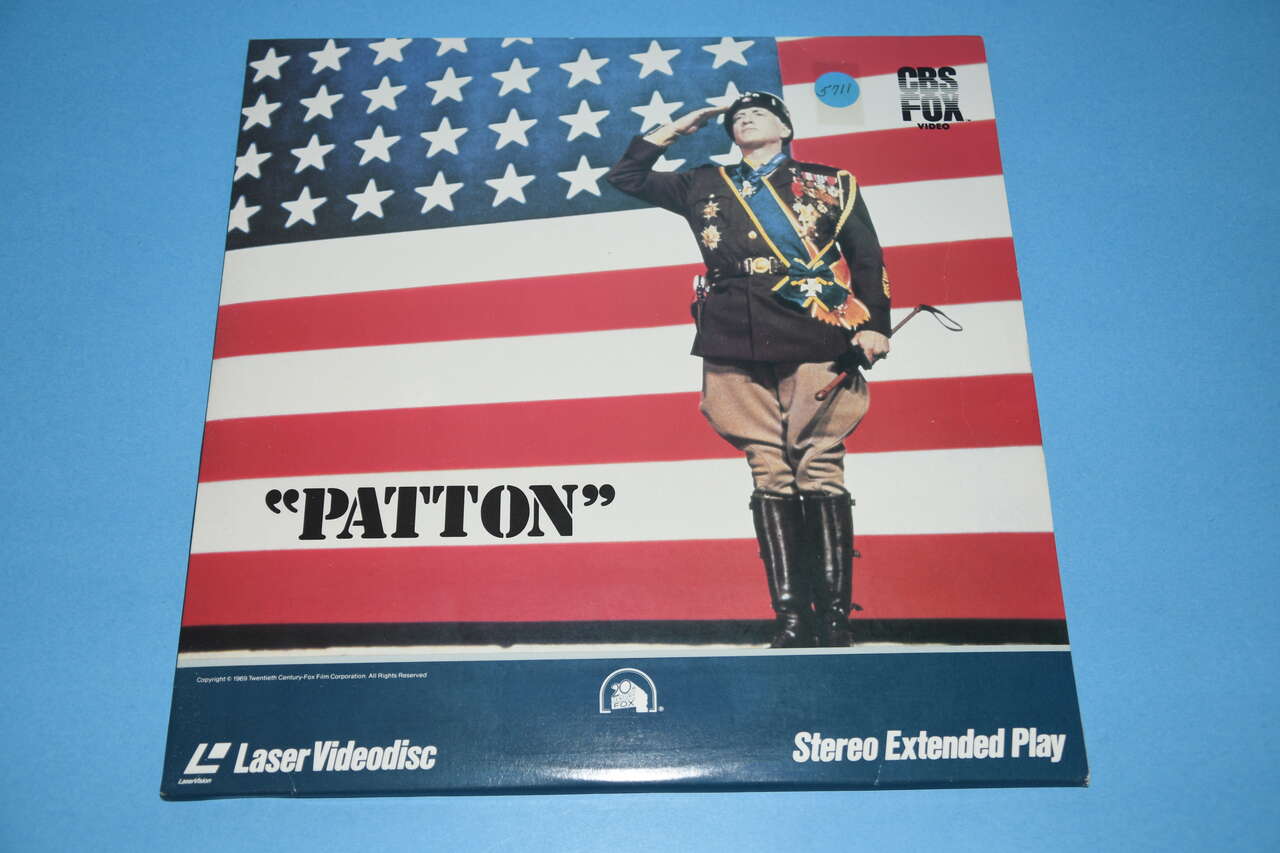 5711
CBS
FOX™
VIDEO
“PATTON”
Copyright © 1969 Twentieth Century-Fox Film Corporation. All Rights Reserved
20th
CENTURY
FOX
®
Laser Videodisc
LaserVision
Stereo Extended Play